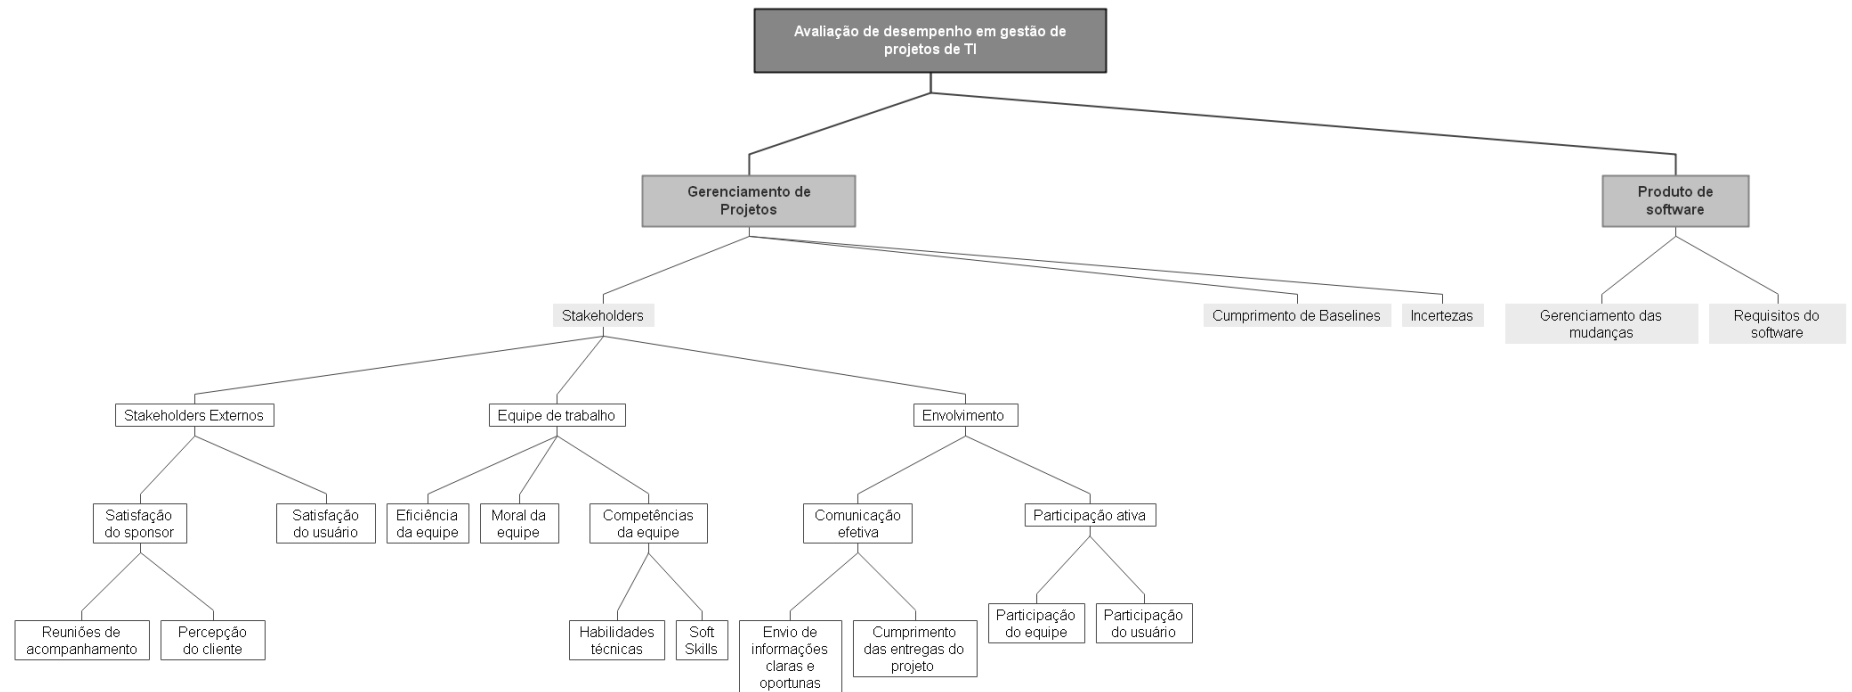 Avaliação de desempenho em gestão de
projetos de TI
Gerenciamento de
Projetos
Produto de
software
Stakeholders
Cumprimento de Baselines
Incertezas
Gerenciamento das
mudanças
Requisitos do
software
Stakeholders Externos
Equipe de trabalho
Envolvimento
Satisfação
do sponsor
Satisfação
do usuário
Eficiência
da equipe
Moral da
equipe
Competências
da equipe
Comunicação
efetiva
Participação ativa
Reuniões de
acompanhamento
Percepção
do cliente
Habilidades
técnicas
Soft
Skills
Envio de
informações
claras e
oportunas
Cumprimento
das entregas do
projeto
Participação
do equipe
Participação
do usuário